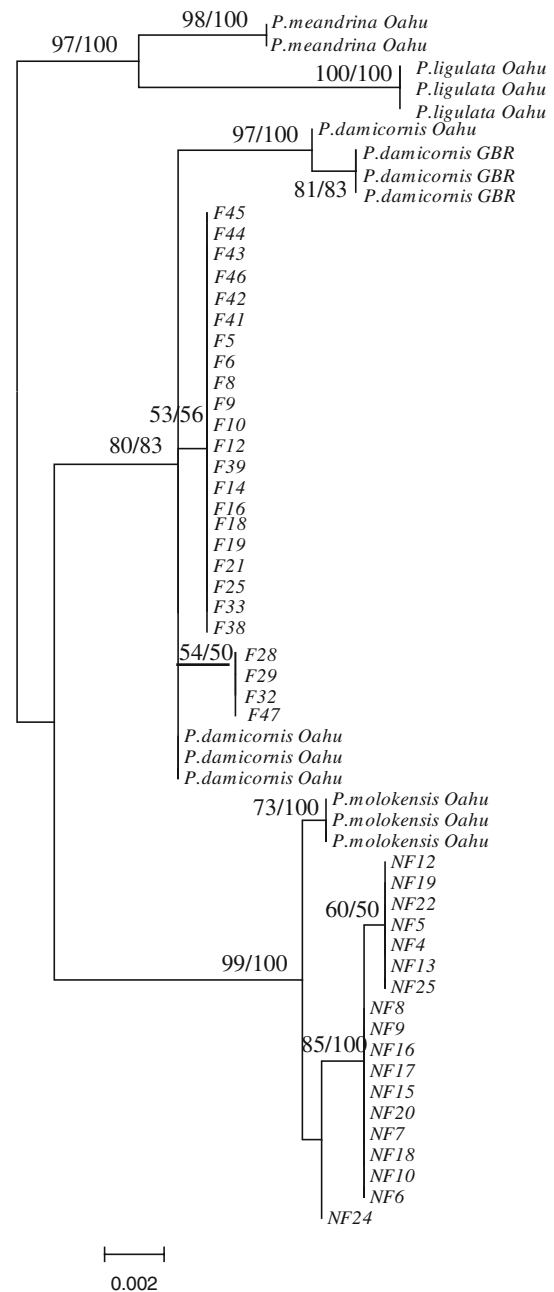 98/100
P.meandrina Oahu
97/100
P.meandrina Oahu
100/100
P.ligulata Oahu
P.ligulata Oahu
P.ligulata Oahu
97/100
P.damicornis Oahu
P.damicornis GBR
P.damicornis GBR
81/83
P.damicornis GBR
F45
F44
F43
F46
F42
F41
F5
F6
F8
F9
53/56
F10
80/83
F12
F39
F14
F16
F18
F19
F21
F25
F33
F38
54/50
F28
F29
F32
F47
P.damicornis Oahu
P.damicornis Oahu
P.damicornis Oahu
73/100
P.molokensis Oahu
P.molokensis Oahu
P.molokensis Oahu
NF12
NF19
60/50
NF22
NF5
NF4
NF13
99/100
NF25
NF8
NF9
85/100
NF16
NF17
NF15
NF20
NF7
NF18
NF10
NF6
NF24
0.002